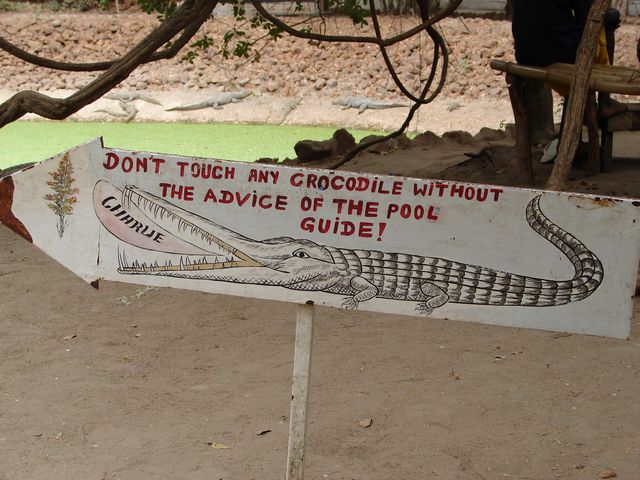 DON'T TOUCH ANY CROCODILE WITHOUT
THE ADVICE OF THE POOL
GUIDE!
CHARLIE